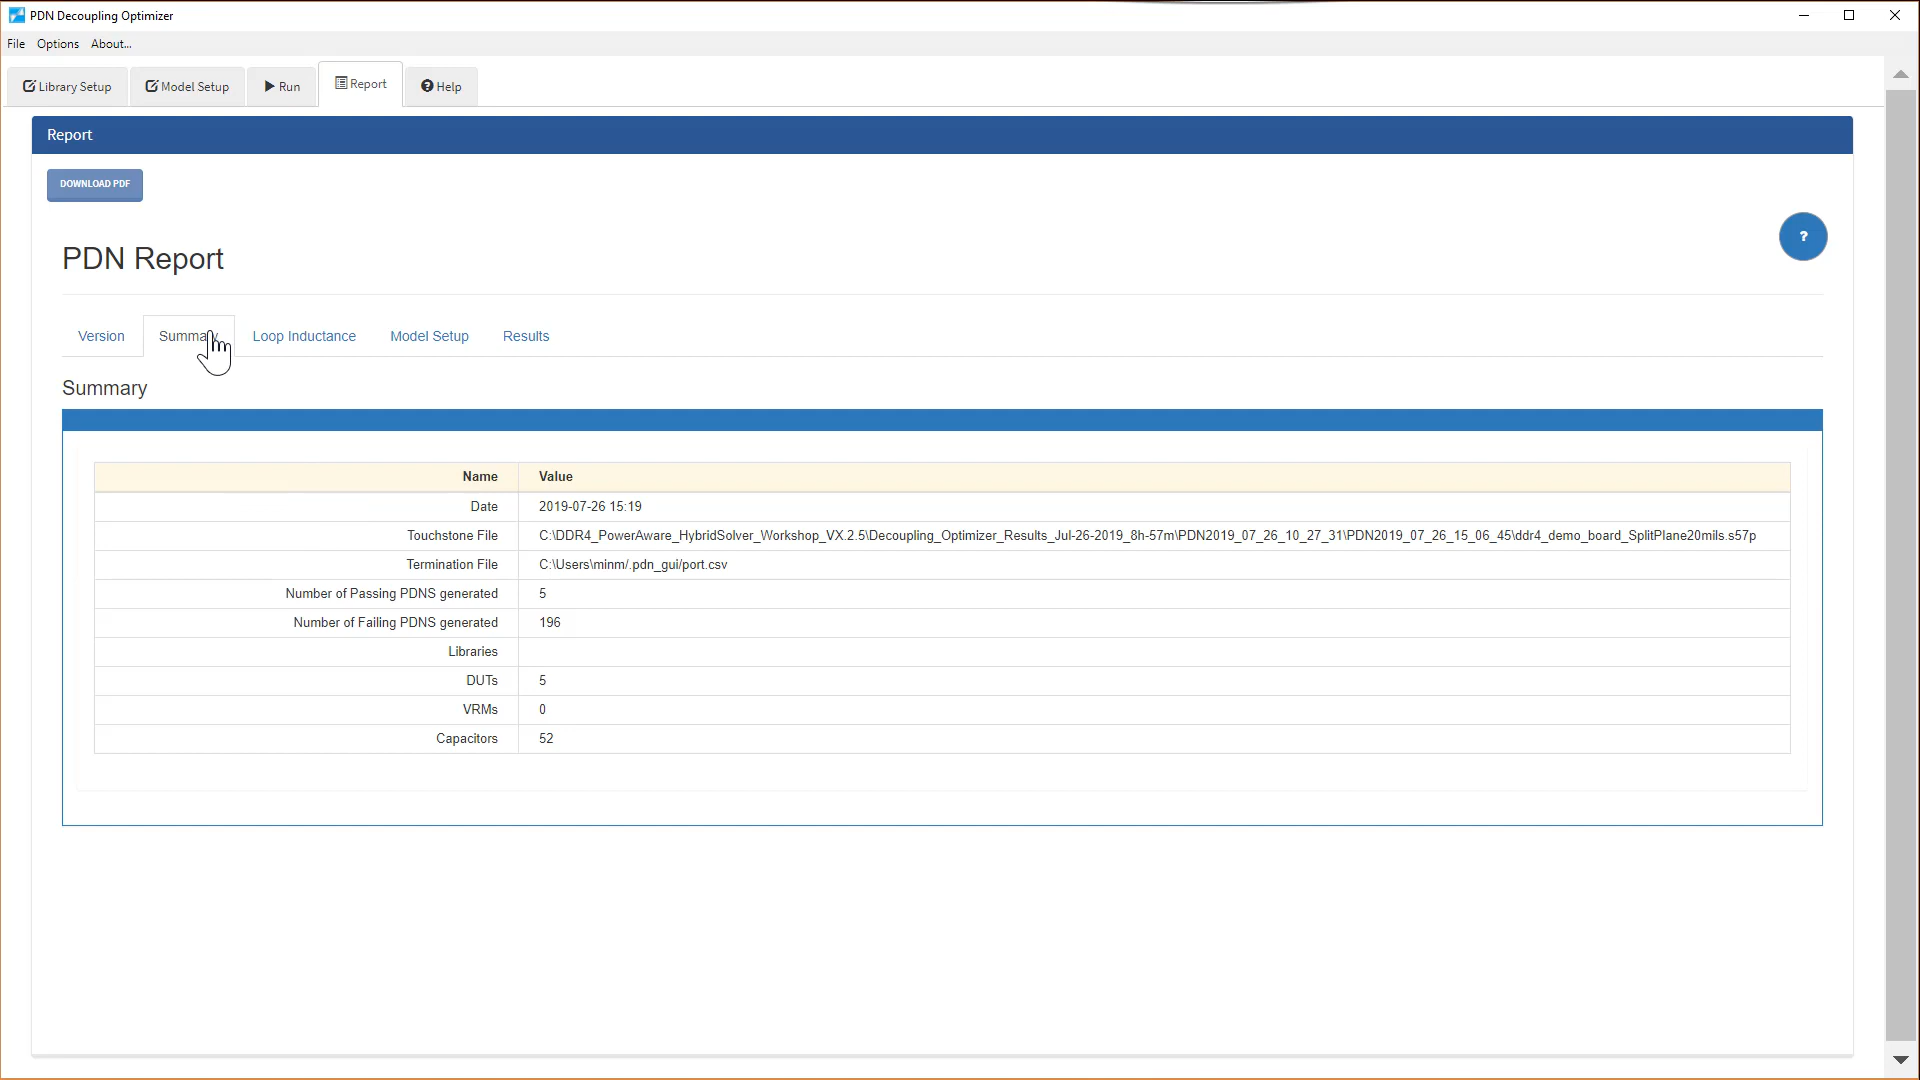 PDN Decoupling Optimizer
File Options About...
Library Setup Model Setup Run Report Help
Report
DOWNLOAD PDF
?
PDN Report
Version Summary Loop Inductance Model Setup Results
Summary
Name Value
Date 2019-07-26 15:19
Touchstone File C:\DDR4_PowerAware_HybridSolver_Workshop_VX.2.5\Decoupling_Optimizer_Results_Jul-26-2019_8h-57m\PDN2019_07_26_10_27_31\PDN2019_07_26_15_06_45\ddr4_demo_board_SplitPlane20mils.s57p
Termination File C:\Users\minm/.pdn_gui/port.csv
Number of Passing PDNS generated 5
Number of Failing PDNS generated 196
Libraries
DUTs 5
VRMs 0
Capacitors 52